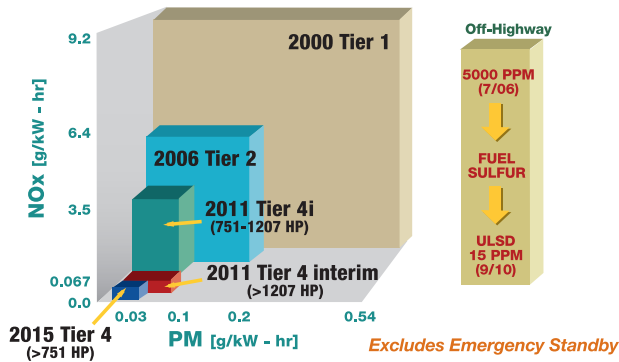 Off-Highway
9.2
2000 Tier 1
5000 PPM
(7/06)
6.4
2006 Tier 2
FUEL
SULFUR
NOx [g/kW - hr]
3.5
2011 Tier 4i
(751-1207 HP)
ULSD
15 PPM
(9/10)
0.067
2011 Tier 4 interim
(>1207 HP)
0.0
0.03
0.1
0.2
0.54
2015 Tier 4
(>751 HP)
PM [g/kW - hr]
Excludes Emergency Standby